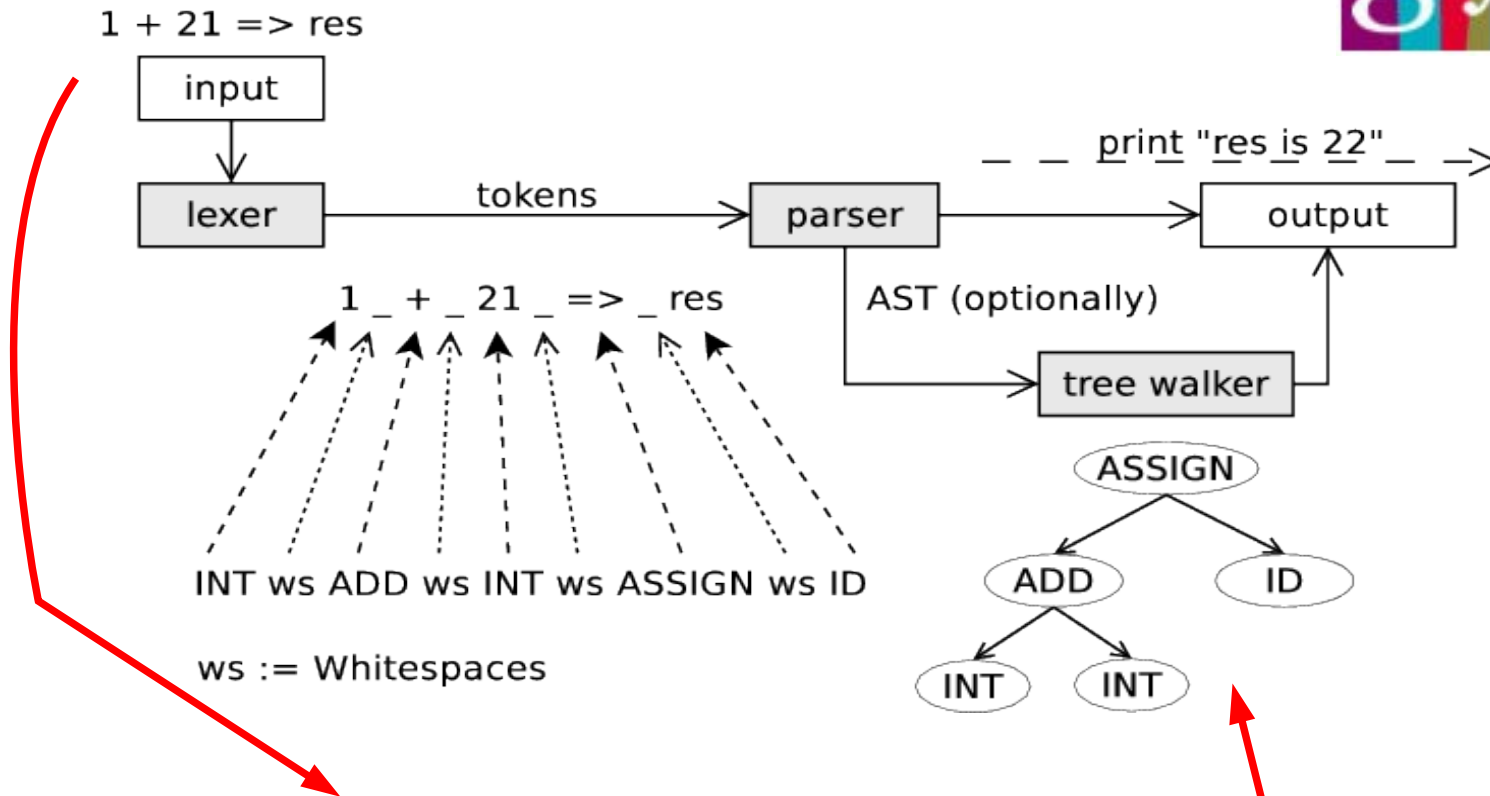 1 + 21 => res
input
print "res is 22"
lexer
tokens
parser
output
1 _ + _ 21 _ => _ res
AST (optionally)
tree walker
ASSIGN
INT ws ADD ws INT ws ASSIGN ws ID
ADD
ID
ws := Whitespaces
INT
INT